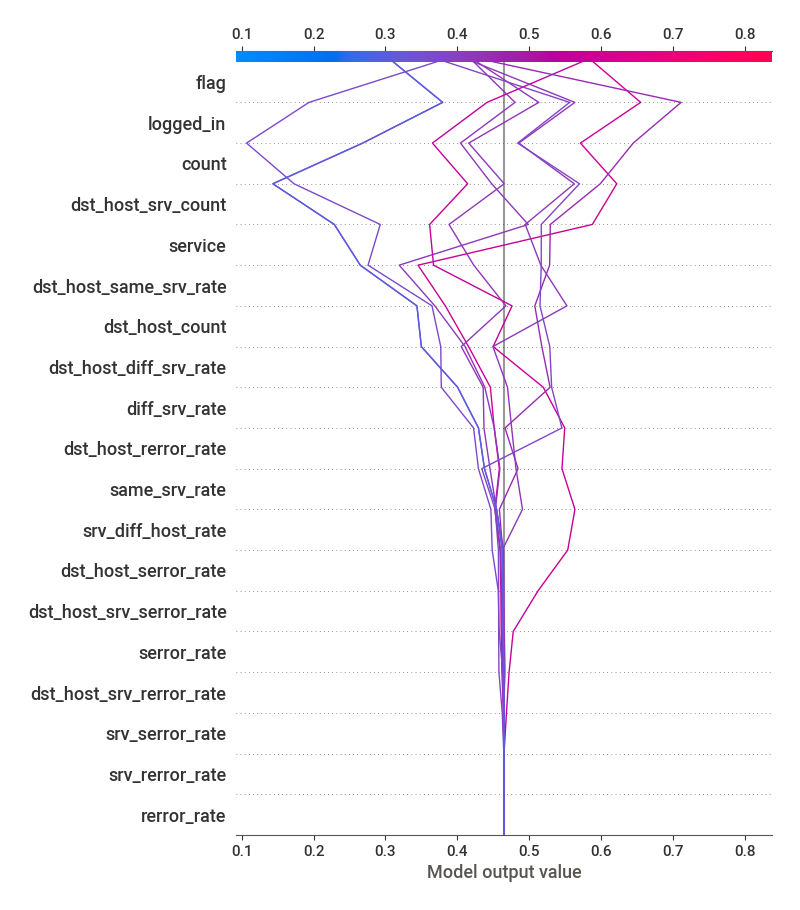 0.1 0.2 0.3 0.4 0.5 0.6 0.7 0.8
flag
logged_in
count
dst_host_srv_count
service
dst_host_same_srv_rate
dst_host_count
dst_host_diff_srv_rate
diff_srv_rate
dst_host_rerror_rate
same_srv_rate
srv_diff_host_rate
dst_host_serror_rate
dst_host_srv_serror_rate
serror_rate
dst_host_srv_rerror_rate
srv_serror_rate
srv_rerror_rate
rerror_rate
0.1 0.2 0.3 0.4 0.5 0.6 0.7 0.8
Model output value